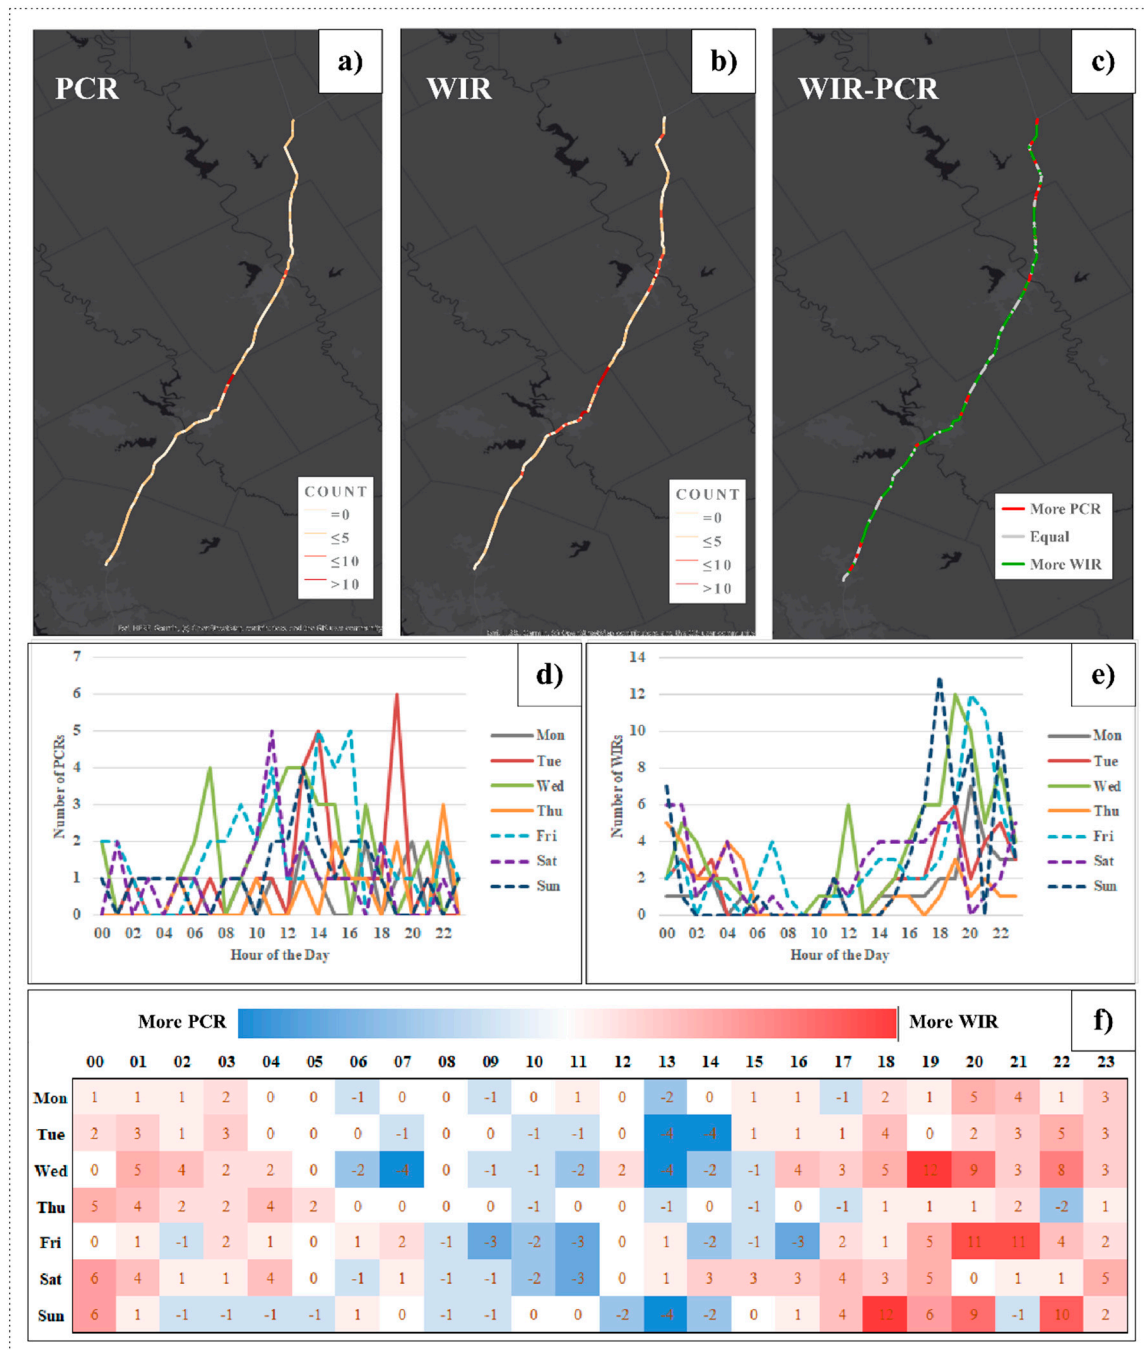 a)
PCR
COUNT
=0
≤5
≤10
>10
b)
WIR
COUNT
=0
≤5
≤10
>10
c)
WIR-PCR
More PCR
Equal
More WIR
d)
Number of PCRs
7
6
5
4
3
2
1
0
00 02 04 06 08 10 12 14 16 18 20 22
Hour of the Day
Mon
Tue
Wed
Thu
Fri
Sat
Sun
e)
Number of WIRs
14
12
10
8
6
4
2
0
00 02 04 06 08 10 12 14 16 18 20 22
Hour of the Day
Mon
Tue
Wed
Thu
Fri
Sat
Sun
More PCR More WIR f)
00 01 02 03 04 05 06 07 08 09 10 11 12 13 14 15 16 17 18 19 20 21 22 23
Mon 1 1 1 2 0 0 -1 0 0 -1 0 1 0 -2 0 1 1 -1 2 1 5 4 1 3
Tue 2 3 1 3 0 0 0 -1 0 0 -1 -1 0 -4 -4 1 1 1 4 0 2 3 5 3
Wed 0 5 4 2 2 0 -2 -4 0 -1 -1 -2 2 -4 -2 -1 4 3 5 12 9 3 8 3
Thu 5 4 2 2 4 2 0 0 0 0 -1 0 0 -1 0 -1 0 -1 1 1 1 2 -2 1
Fri 0 1 -1 2 1 0 1 2 -1 -3 -2 -3 0 1 -2 -1 -3 2 1 5 11 11 4 2
Sat 6 4 1 1 4 0 -1 1 -1 -1 -2 -3 0 1 3 3 3 4 3 5 0 1 1 5
Sun 6 1 -1 -1 -1 -1 1 0 -1 -1 0 0 -2 -4 -2 0 1 4 12 6 9 -1 10 2